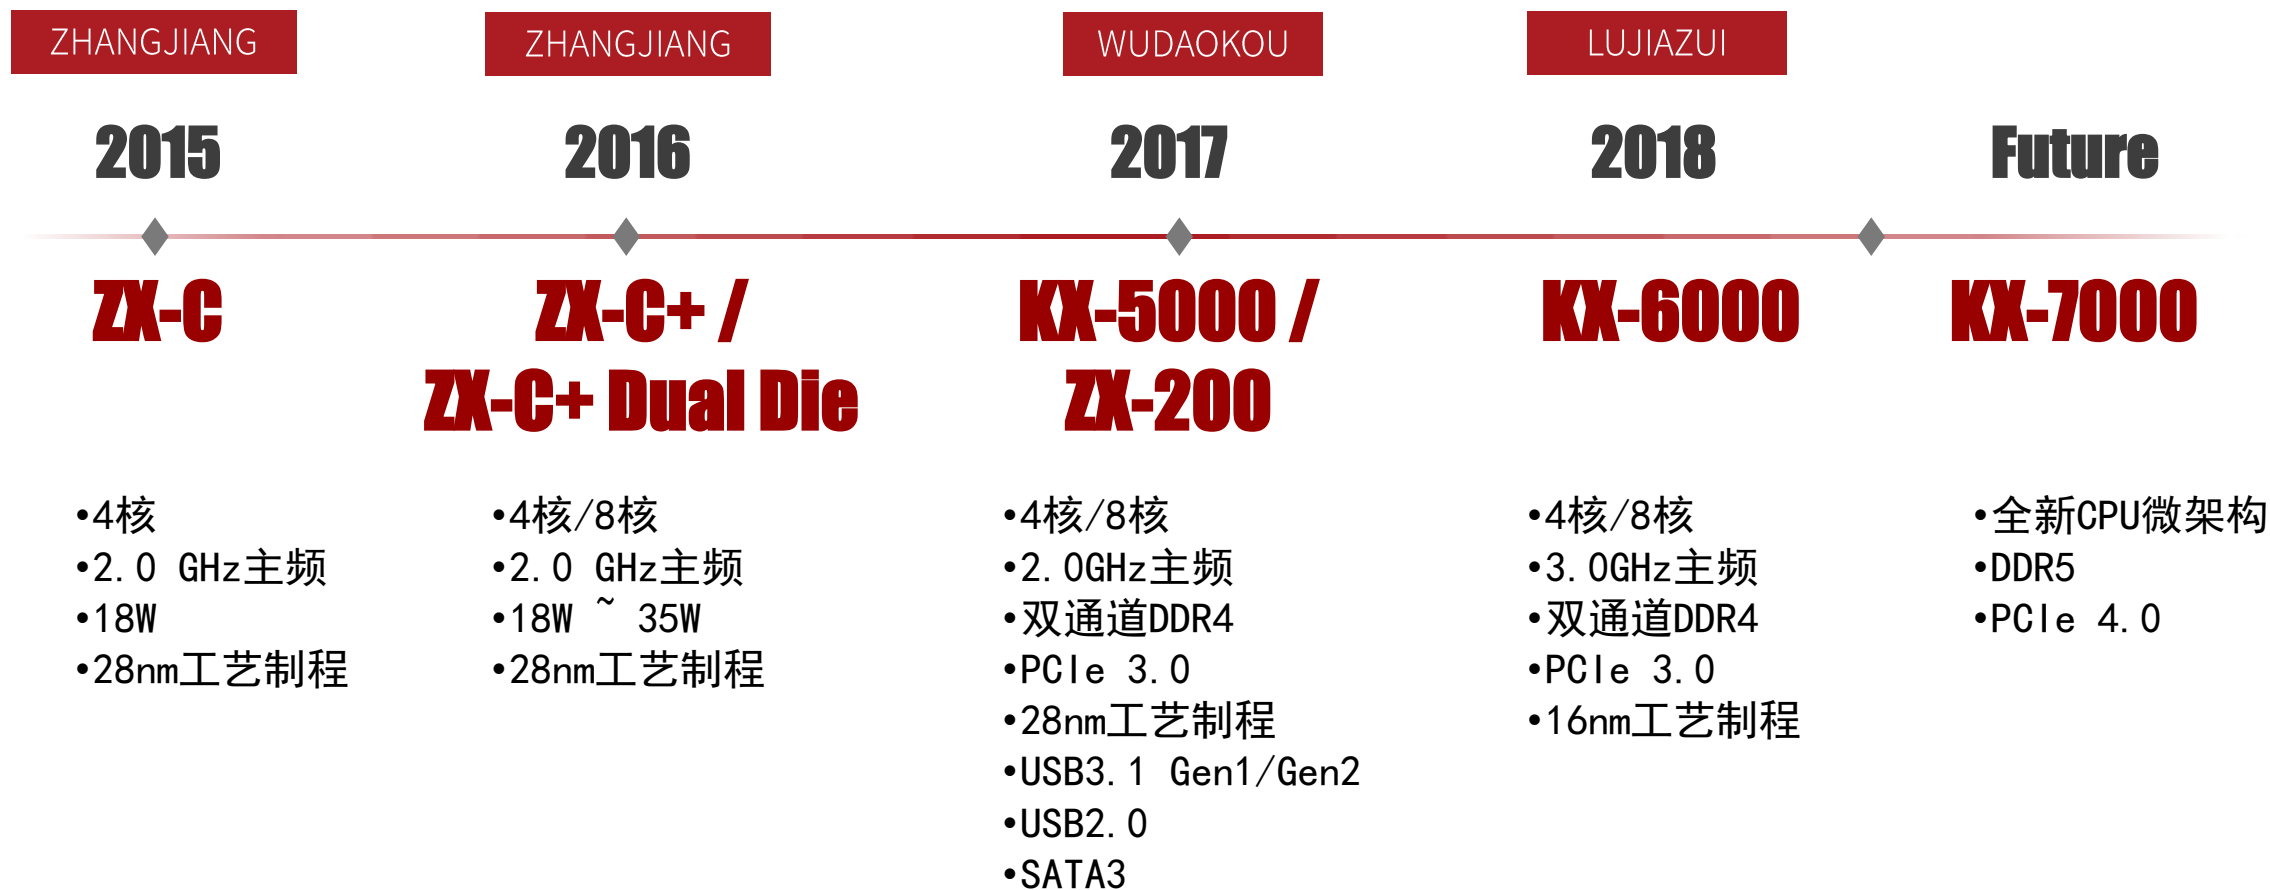 ZHANGJIANG
ZHANGJIANG
WUDAOKOU
LUJIAZUI
2015
2016
2017
2018
Future
ZX-C
ZX-C+ /
ZX-C+ Dual Die
KX-5000 /
ZX-200
KX-6000
KX-7000
•4核
•2.0 GHz主频
•18W
•28nm工艺制程
•4核/8核
•2.0 GHz主频
•18W ~ 35W
•28nm工艺制程
•4核/8核
•2.0GHz主频
•双通道DDR4
•PCIe 3.0
•28nm工艺制程
•USB3.1 Gen1/Gen2
•USB2.0
•SATA3
•4核/8核
•3.0GHz主频
•双通道DDR4
•PCIe 3.0
•16nm工艺制程
•全新CPU微架构
•DDR5
•PCIe 4.0